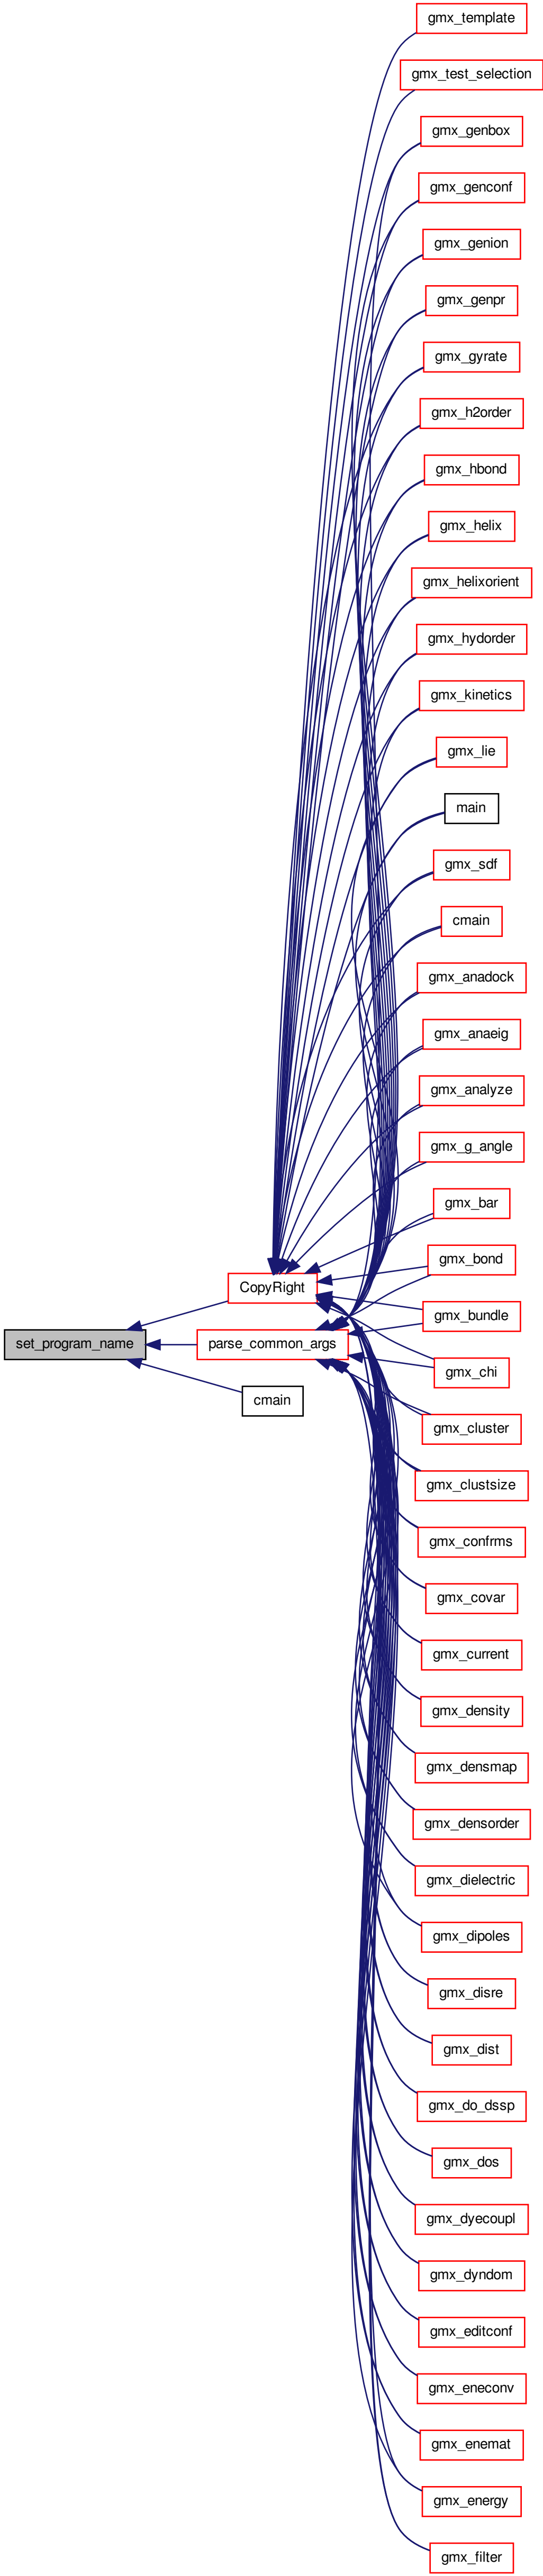 gmx_template
gmx_test_selection
gmx_genbox
gmx_genconf
gmx_genion
gmx_genpr
gmx_gyrate
gmx_h2order
gmx_hbond
gmx_helix
gmx_helixorient
gmx_hydorder
gmx_kinetics
gmx_lie
main
gmx_sdf
cmain
gmx_anadock
gmx_anaeig
gmx_analyze
gmx_g_angle
gmx_bar
gmx_bond
CopyRight
gmx_bundle
set_program_name
parse_common_args
gmx_chi
cmain
gmx_cluster
gmx_clustsize
gmx_confrms
gmx_covar
gmx_current
gmx_density
gmx_densmap
gmx_densorder
gmx_dielectric
gmx_dipoles
gmx_disre
gmx_dist
gmx_do_dssp
gmx_dos
gmx_dyecoupl
gmx_dyndom
gmx_editconf
gmx_eneconv
gmx_enemat
gmx_energy
gmx_filter